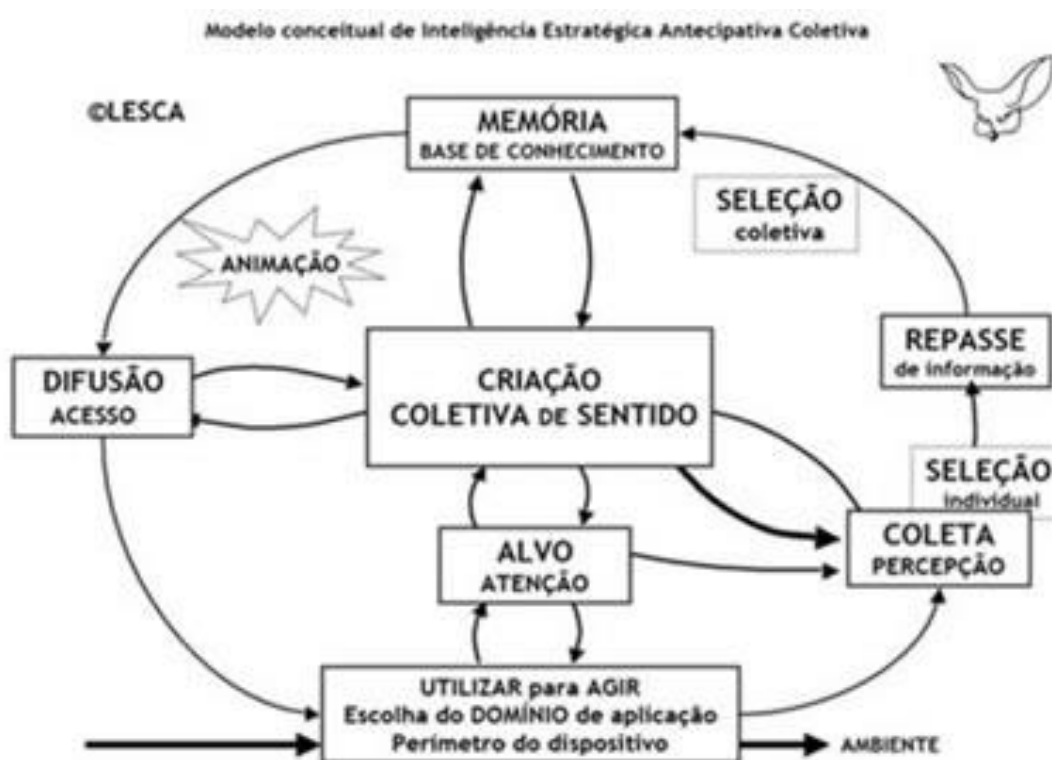 Modelo conceitual de Inteligência Estratégica Antecipativa Coletiva
©LESCA
MEMÓRIA
BASE DE CONHECIMENTO
SELEÇÃO
coletiva
ANIMAÇÃO
REPASSE
de informação
DIFUSÃO
ACESSO
CRIAÇÃO
COLETIVA DE SENTIDO
SELEÇÃO
individual
ALVO
ATENÇÃO
COLETA
PERCEPÇÃO
UTILIZAR para AGIR
Escolha do DOMÍNIO de aplicação
Perímetro do dispositivo
AMBIENTE